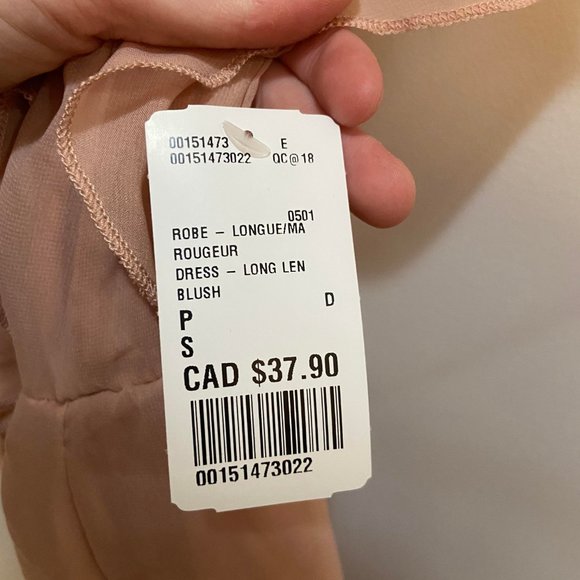 00151473 E
00151473022 QC@18
0501
ROBE – LONGUE/MA
ROUGEUR
DRESS – LONG LEN
BLUSH D
P
S
CAD $37.90
00151473022